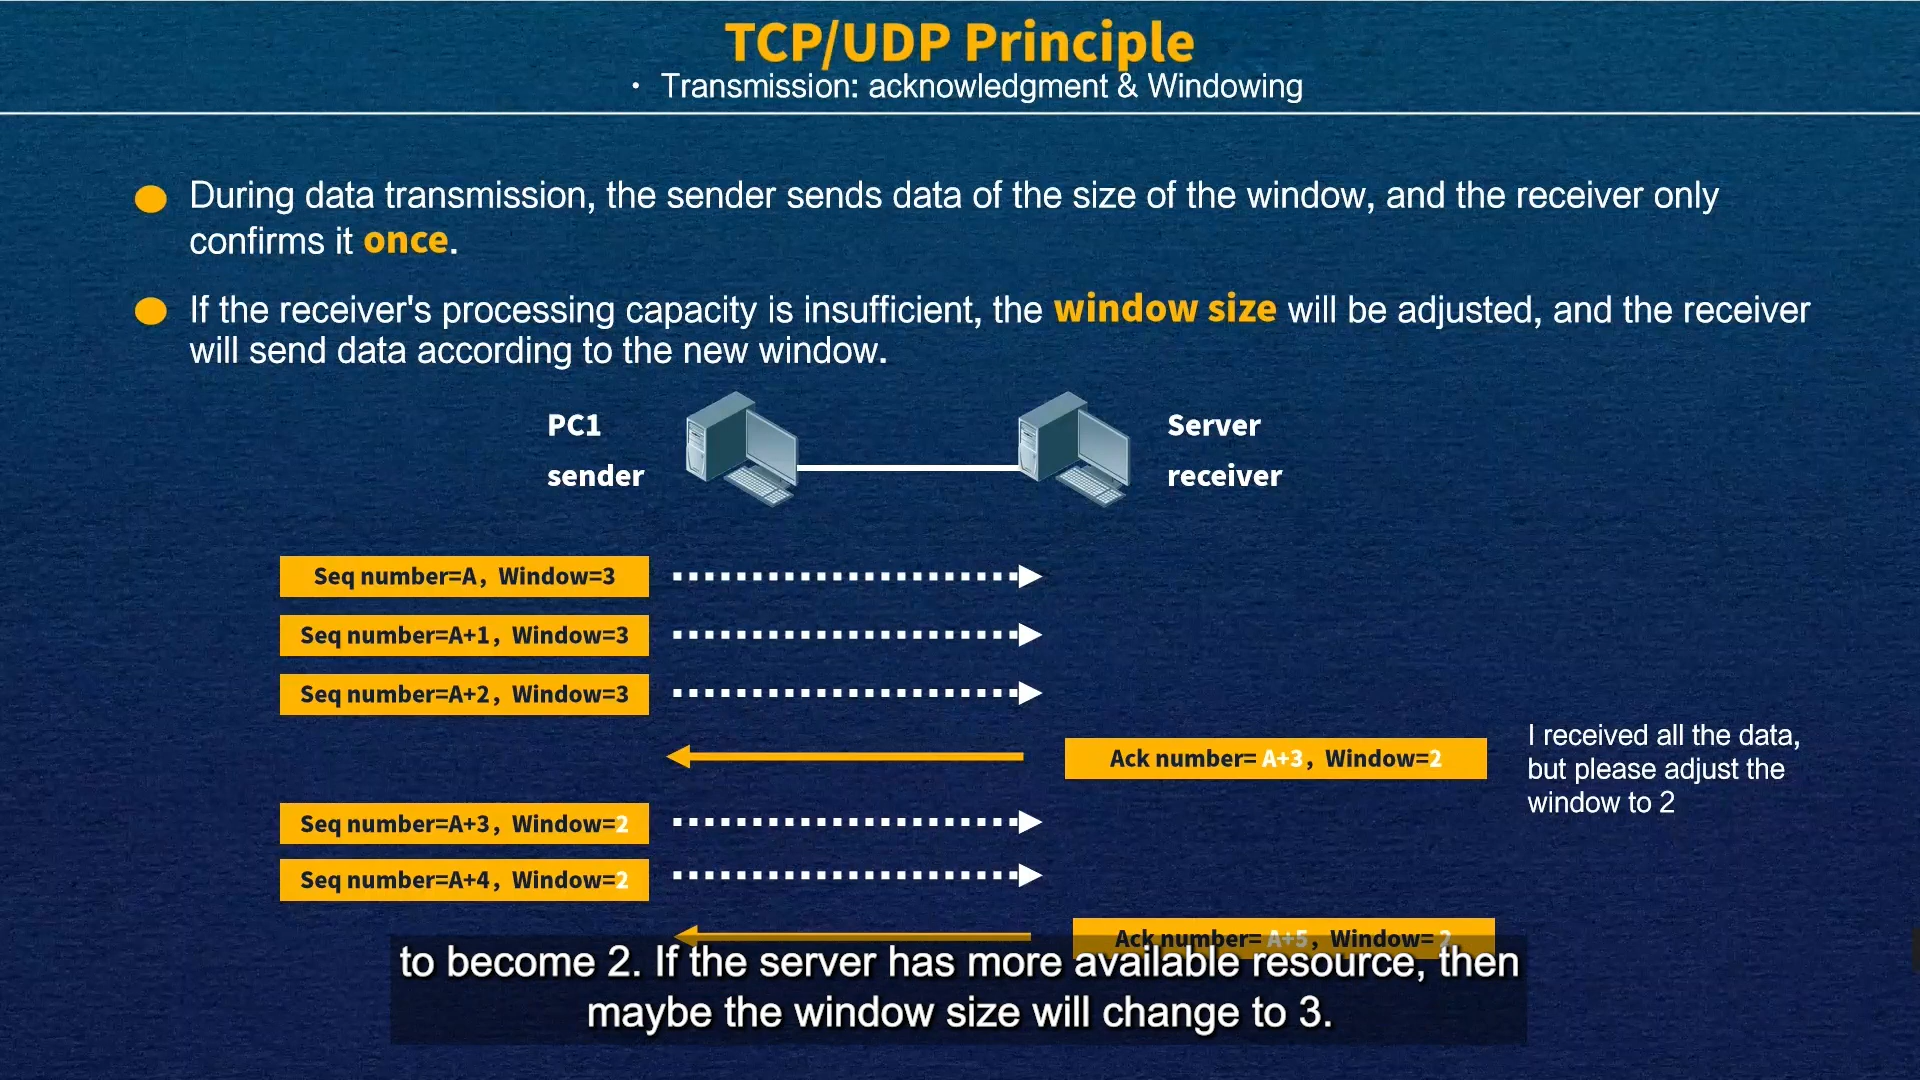 TCP/UDP Principle
· Transmission: acknowledgment & Windowing
During data transmission, the sender sends data of the size of the window, and the receiver only
confirms it once.
If the receiver's processing capacity is insufficient, the window size will be adjusted, and the receiver
will send data according to the new window.
PC1
sender
Server
receiver
Seq number=A, Window=3
Seq number=A+1, Window=3
Seq number=A+2, Window=3
Ack number= A+3, Window=2
I received all the data,
but please adjust the
window to 2
Seq number=A+3, Window=2
Seq number=A+4, Window=2
Ack number= A+5, Window= ?
to become 2. If the server has more available resource, then
maybe the window size will change to 3.